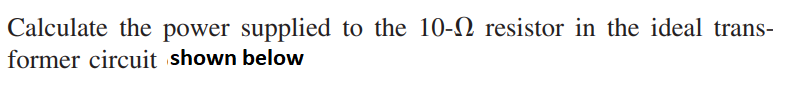 Calculate the power supplied to the 10-Ω resistor in the ideal trans-
former circuit shown below